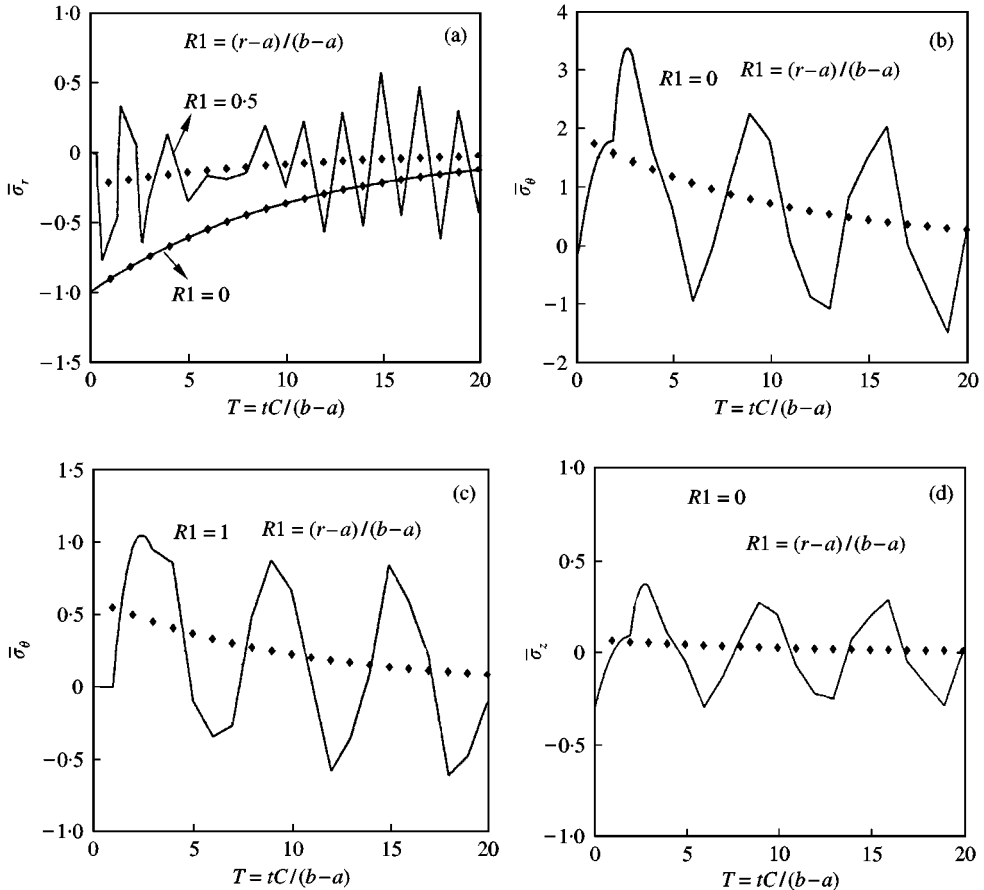 (a)
R1 = (r−a)/(b−a)
R1 = 0·5
R1 = 0
1·0
0·5
0
−0·5
−1·0
−1·5
σ̅r
0 5 10 15 20
T = tC/(b−a)
(b)
R1 = 0 R1 = (r−a)/(b−a)
4
3
2
1
0
−1
−2
σ̅θ
0 5 10 15 20
T = tC/(b−a)
(c)
R1 = 1 R1 = (r−a)/(b−a)
1·5
1·0
0·5
0
−0·5
−1·0
σ̅θ
0 5 10 15 20
T = tC/(b−a)
(d)
R1 = 0
R1 = (r−a)/(b−a)
1·0
0·5
0
−0·5
−1·0
σ̅z
0 5 10 15 20
T = tC/(b−a)